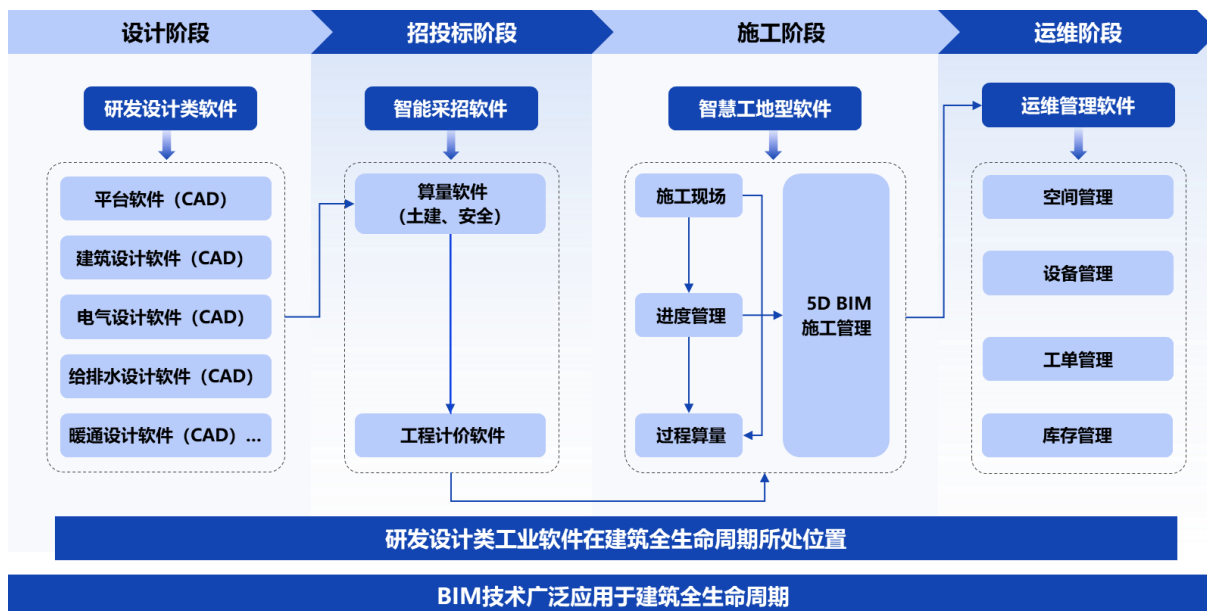 设计阶段
招投标阶段
施工阶段
运维阶段
研发设计类软件
平台软件（CAD）
建筑设计软件（CAD）
电气设计软件（CAD）
给排水设计软件（CAD）
暖通设计软件（CAD）...
智能采招软件
算量软件
（土建、安全）
工程计价软件
智慧工地型软件
施工现场
进度管理
过程算量
5D BIM
施工管理
运维管理软件
空间管理
设备管理
工单管理
库存管理
研发设计类工业软件在建筑全生命周期所处位置
BIM技术广泛应用于建筑全生命周期